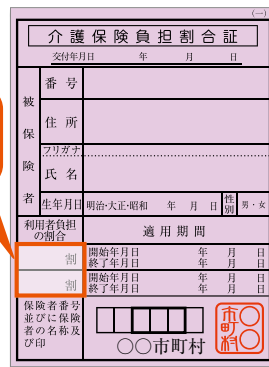 (一)
介護保険負担割合証
交付年月日 年 月 日
被保険者
番号
住所
フリガナ
氏名
生年月日 明治・大正・昭和 年 月 日 性別 男・女
利用者負担の割合 適用期間
割 開始年月日 年 月 日
終了年月日 年 月 日
割 開始年月日 年 月 日
終了年月日 年 月 日
保険者番号
並びに保険
者の名称及
び印
〇〇市町村
〇〇市町村